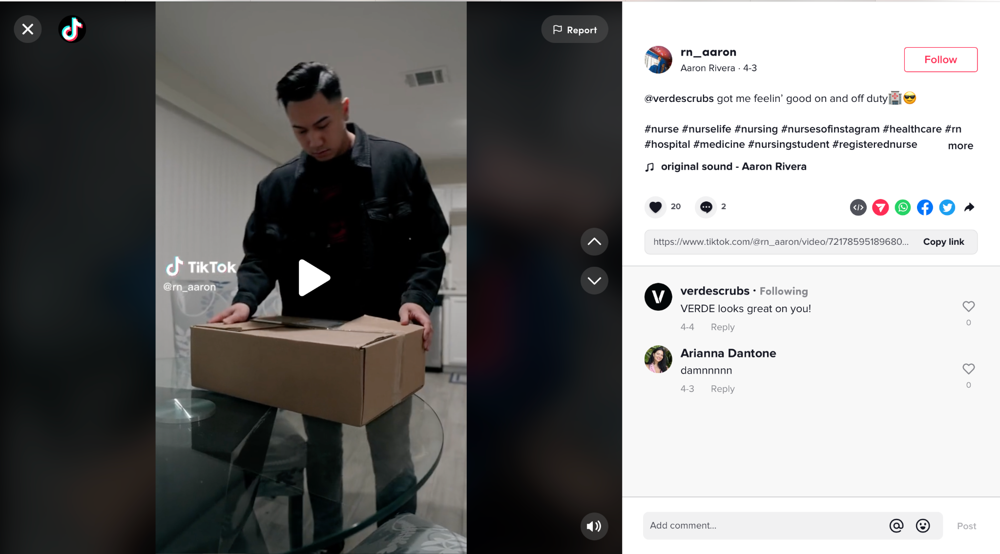 Report
TikTok
@rn_aaron
rn_aaron
Aaron Rivera · 4-3
Follow
@verdescrubs got me feelin’ good on and off duty🏥😎
#nurse #nurselife #nursing #nursesofinstagram #healthcare #rn
#hospital #medicine #nursingstudent #registerednurse more
original sound - Aaron Rivera
20 2
https://www.tiktok.com/@rn_aaron/video/72178595189680... Copy link
verdescrubs · Following
VERDE looks great on you!
0
4-4 Reply
Arianna Dantone
damnnnnn
0
4-3 Reply
Add comment...
Post